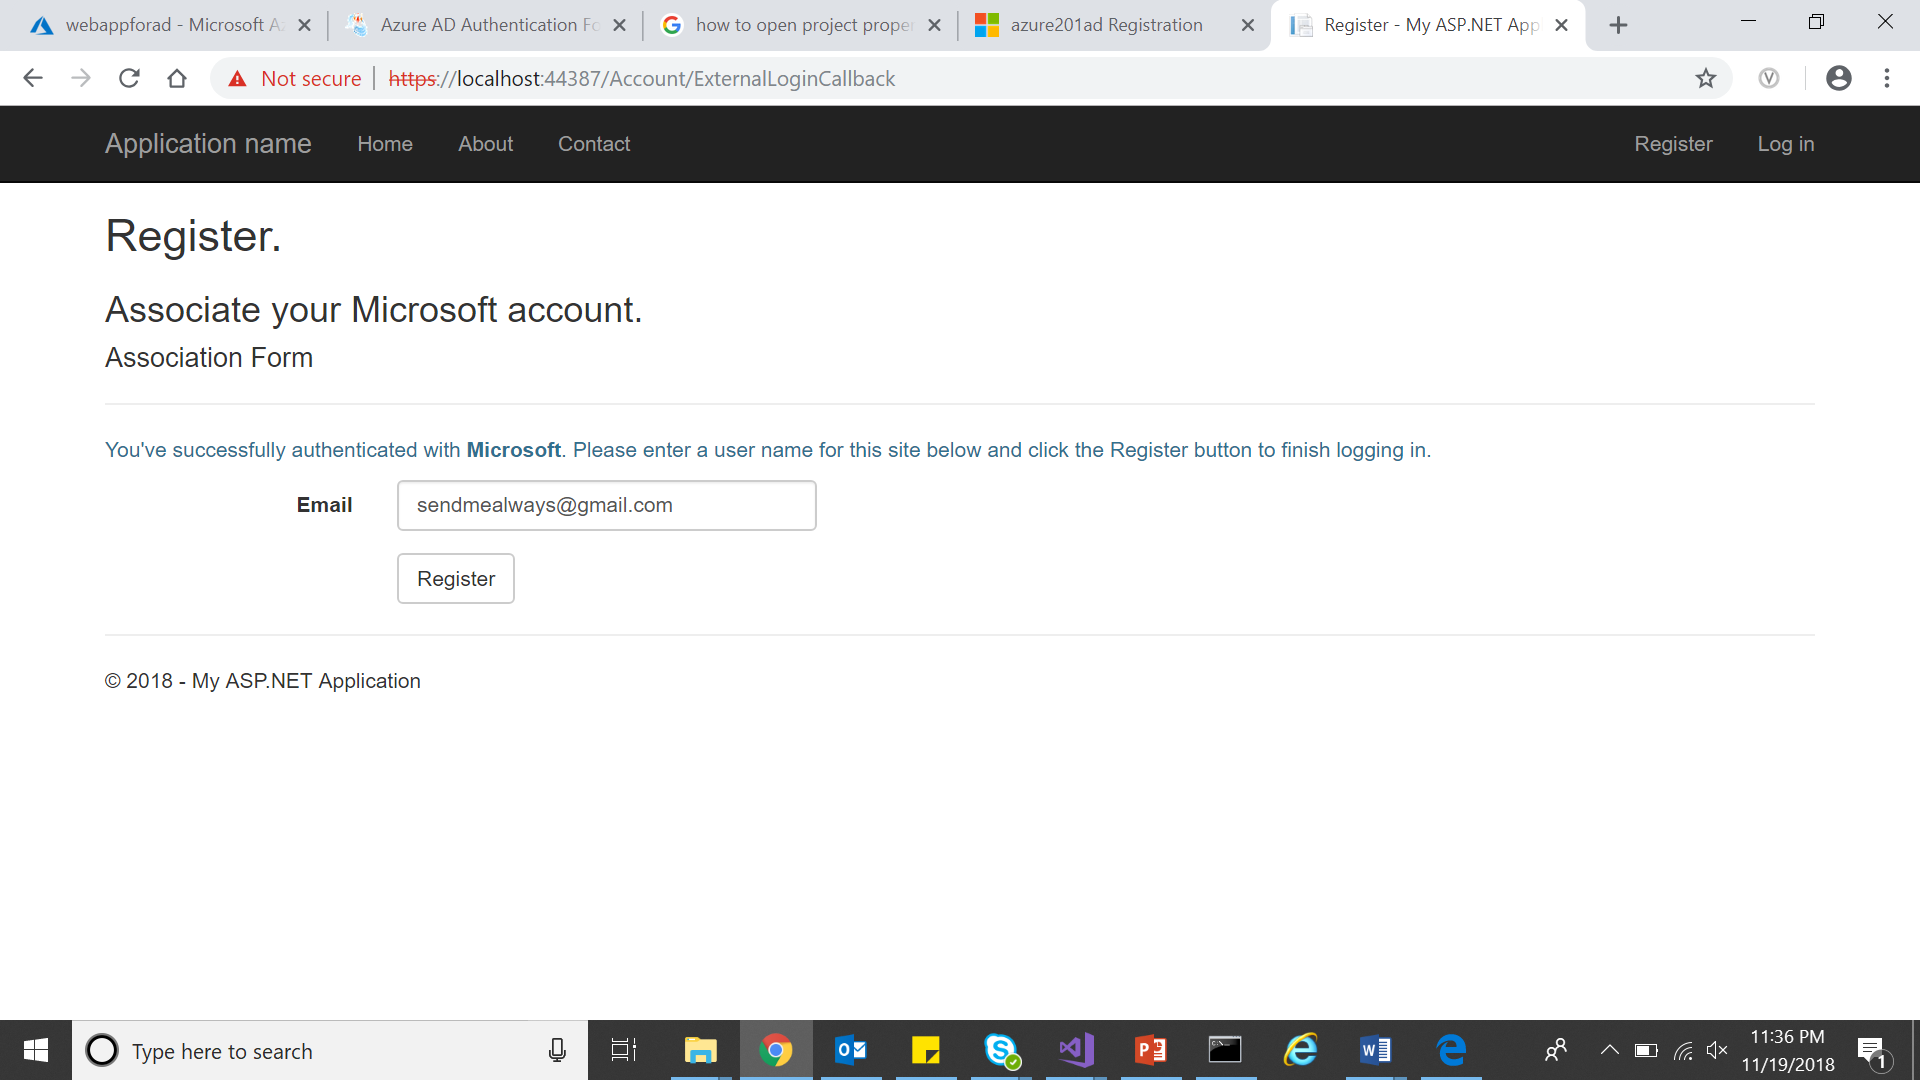 webappforad - Microsoft Az
Azure AD Authentication Fo
how to open project proper
azure201ad Registration
Register - My ASP.NET App
Not secure
https://localhost:44387/Account/ExternalLoginCallback
Application name
Home
About
Contact
Register
Log in
Register.
Associate your Microsoft account.
Association Form
You've successfully authenticated with Microsoft. Please enter a user name for this site below and click the Register button to finish logging in.
Email
sendmealways@gmail.com
Register
© 2018 - My ASP.NET Application
Type here to search
11:36 PM
11/19/2018
1